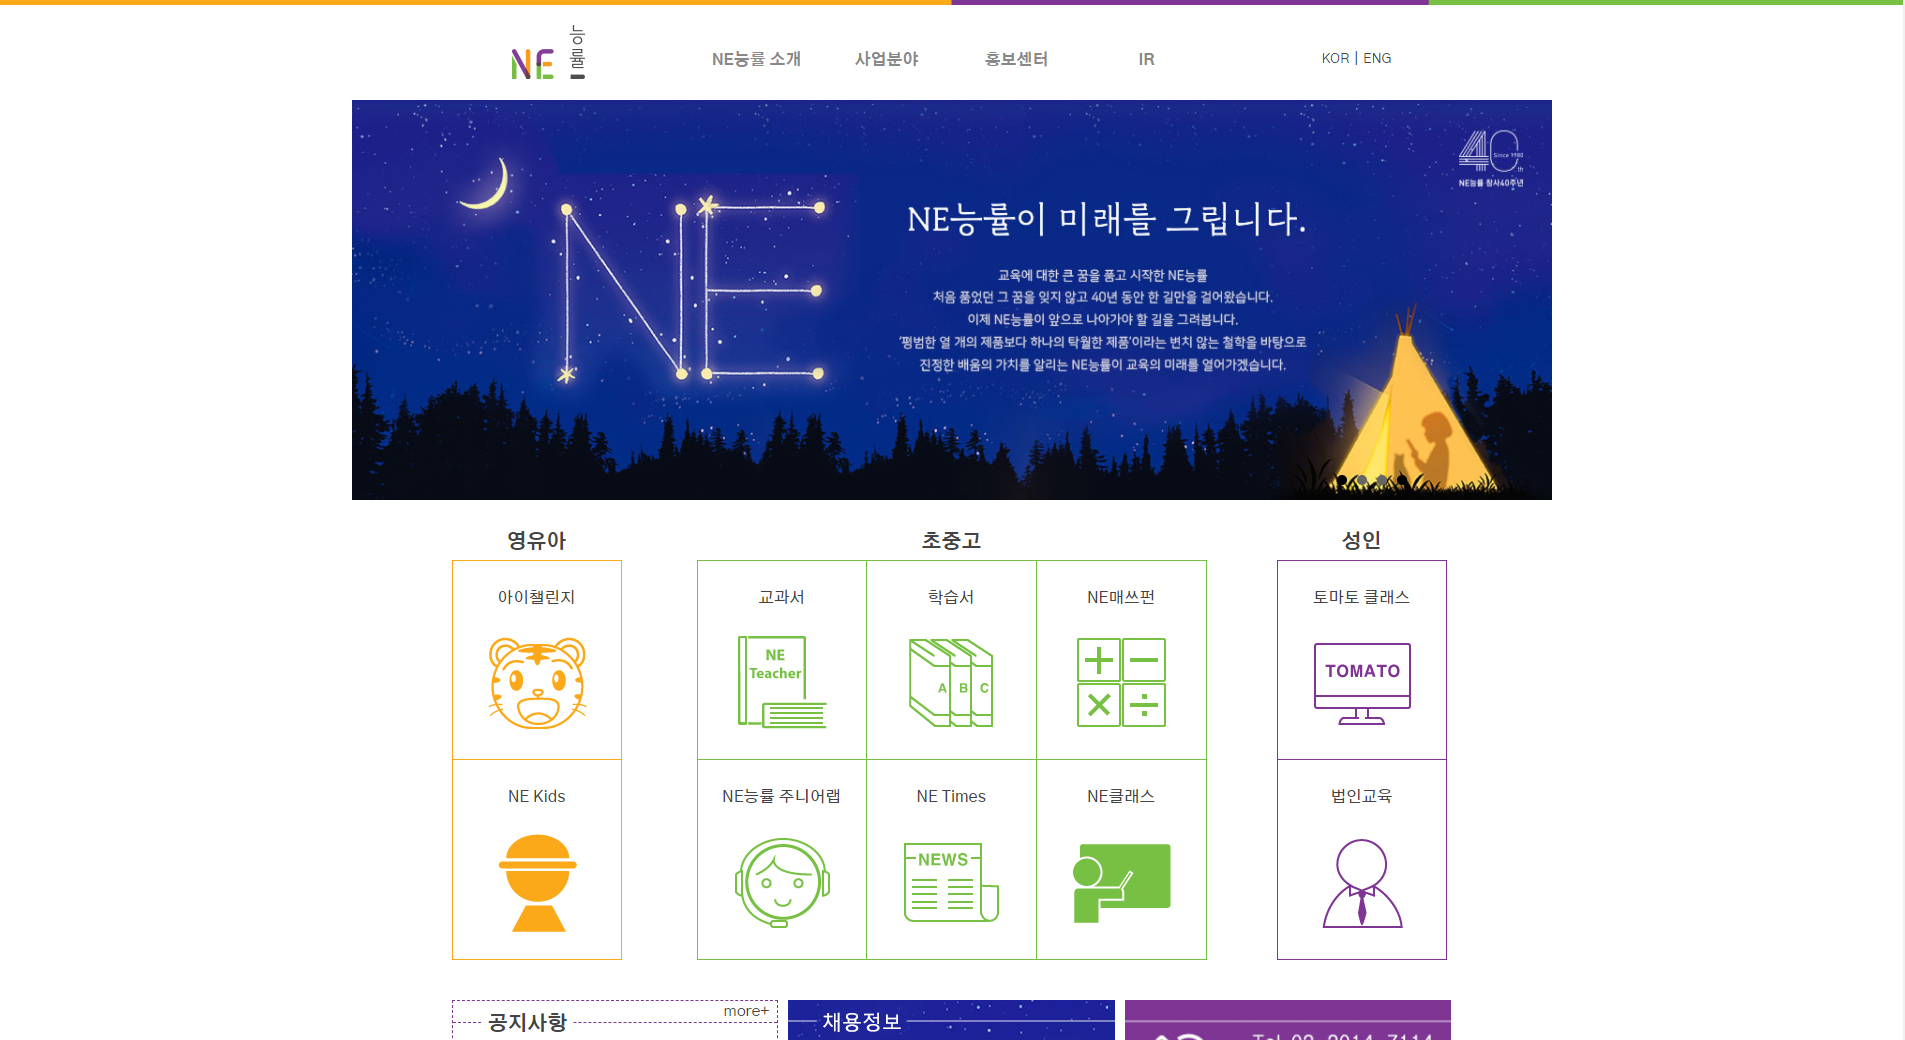 NE 능률
NE능률 소개
사업분야
홍보센터
IR
KOR | ENG
40
Since 1980
th
NE능률 창사40주년
NE
NE능률이 미래를 그립니다.
교육에 대한 큰 꿈을 품고 시작한 NE능률
처음 품었던 그 꿈을 잊지 않고 40년 동안 한 길만을 걸어왔습니다.
이제 NE능률이 앞으로 나아가야 할 길을 그려봅니다.
'평범한 열 개의 제품보다 하나의 탁월한 제품'이라는 변치 않는 철학을 바탕으로
진정한 배움의 가치를 알리는 NE능률이 교육의 미래를 열어가겠습니다.
영유아
초중고
성인
아이챌린지
교과서
학습서
NE매쓰펀
토마토 클래스
NE
Teacher
A B C
TOMATO
NE Kids
NE능률 주니어랩
NE Times
NE클래스
법인교육
NEWS
more+
공지사항
채용정보
Tel 02. 2014. 7114